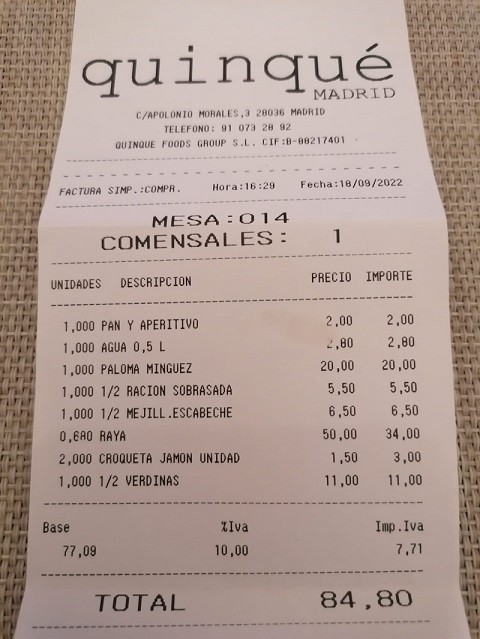 quinqué
MADRID
C/APOLONIO MORALES,3 28036 MADRID
TELEFONO: 91 073 28 92
QUINQUE FOODS GROUP S.L. CIF:B-88217401
FACTURA SIMP.:COMPR. Hora:16:29 Fecha:18/09/2022
MESA:014
COMENSALES: 1
UNIDADES DESCRIPCION PRECIO IMPORTE
1,000 PAN Y APERITIVO 2,00 2,00
1,000 AGUA 0,5 L 2,80 2,80
1,000 PALOMA MINGUEZ 20,00 20,00
1,000 1/2 RACION SOBRASADA 5,50 5,50
1,000 1/2 MEJILL.ESCABECHE 6,50 6,50
0,680 RAYA 50,00 34,00
2,000 CROQUETA JAMON UNIDAD 1,50 3,00
1,000 1/2 VERDINAS 11,00 11,00
Base %Iva Imp.Iva
77,09 10,00 7,71
TOTAL 84,80